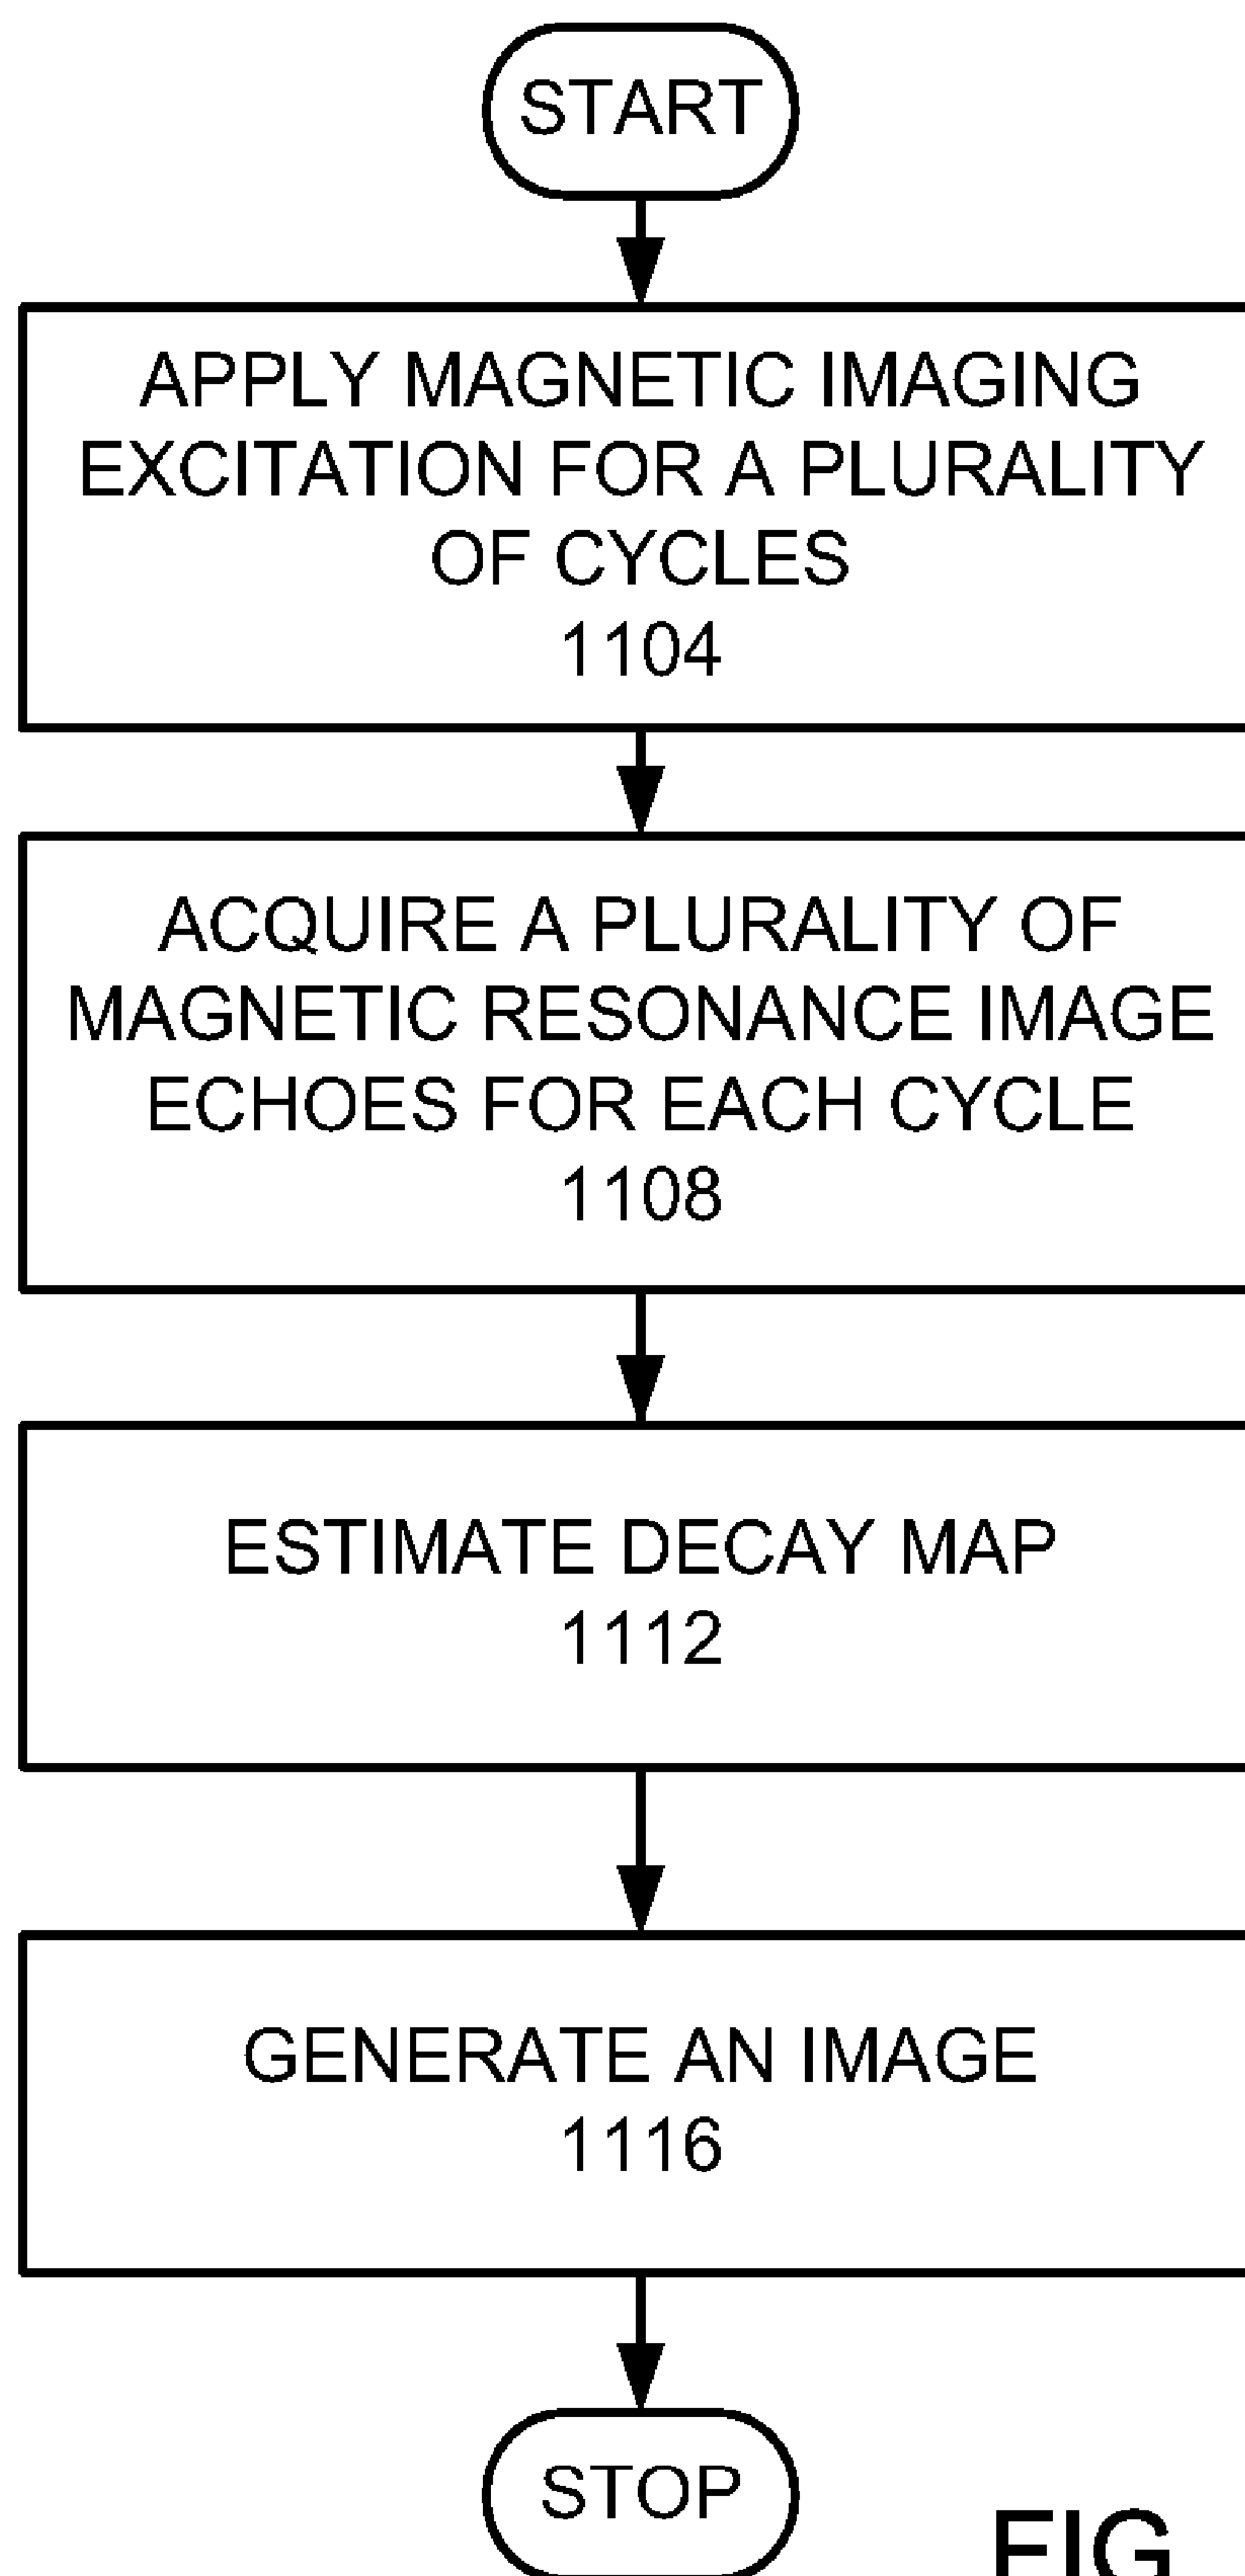 START
APPLY MAGNETIC IMAGING
EXCITATION FOR A PLURALITY
OF CYCLES
1104
ACQUIRE A PLURALITY OF
MAGNETIC RESONANCE IMAGE
ECHOES FOR EACH CYCLE
1108
ESTIMATE DECAY MAP
1112
GENERATE AN IMAGE
1116
STOP
FIG